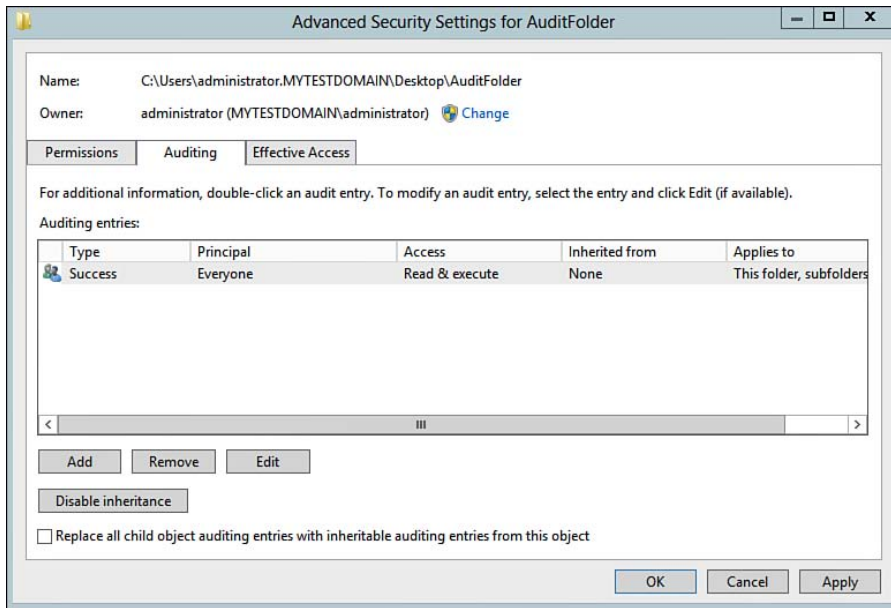 Advanced Security Settings for AuditFolder
Name: C:\Users\administrator.MYTESTDOMAIN\Desktop\AuditFolder
Owner: administrator (MYTESTDOMAIN\administrator) Change
Permissions Auditing Effective Access
For additional information, double-click an audit entry. To modify an audit entry, select the entry and click Edit (if available).
Auditing entries:
Type Principal Access Inherited from Applies to
Success Everyone Read & execute None This folder, subfolders
Add Remove Edit
Disable inheritance
Replace all child object auditing entries with inheritable auditing entries from this object
OK Cancel Apply